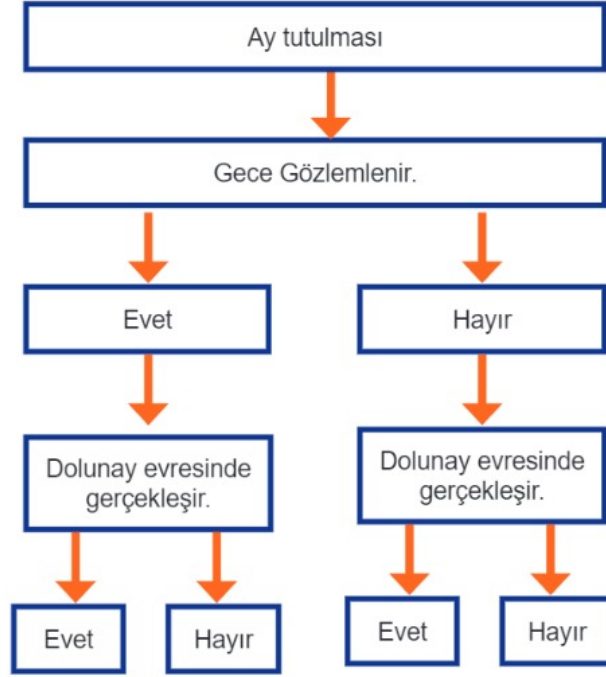 Ay tutulması
Gece Gözlemlenir.
Evet
Hayır
Dolunay evresinde
gerçekleşir.
Dolunay evresinde
gerçekleşir.
Evet
Hayır
Evet
Hayır